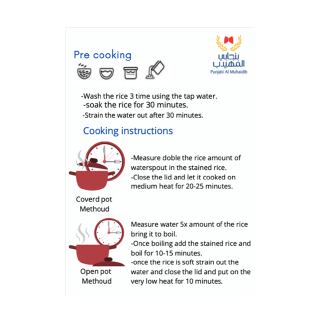 Pre cooking
بنجابي
المهيدب
Punjabi Al Muhaidib
-Wash the rice 3 time using the tap water.
-soak the rice for 30 minutes.
-Strain the water out after 30 minutes.
Cooking instructions
-Measure doble the rice amount of
waterspout in the stained rice.
-Close the lid and let it cooked on
medium heat for 20-25 minutes.
Coverd pot
Methoud
Measure water 5x amount of the rice
bring it to boil.
-Once boiling add the stained rice and
boil for 10-15 minutes.
-once the rice is soft strain out the
water and close the lid and put on the
very low heat for 10 minutes.
Open pot
Methoud